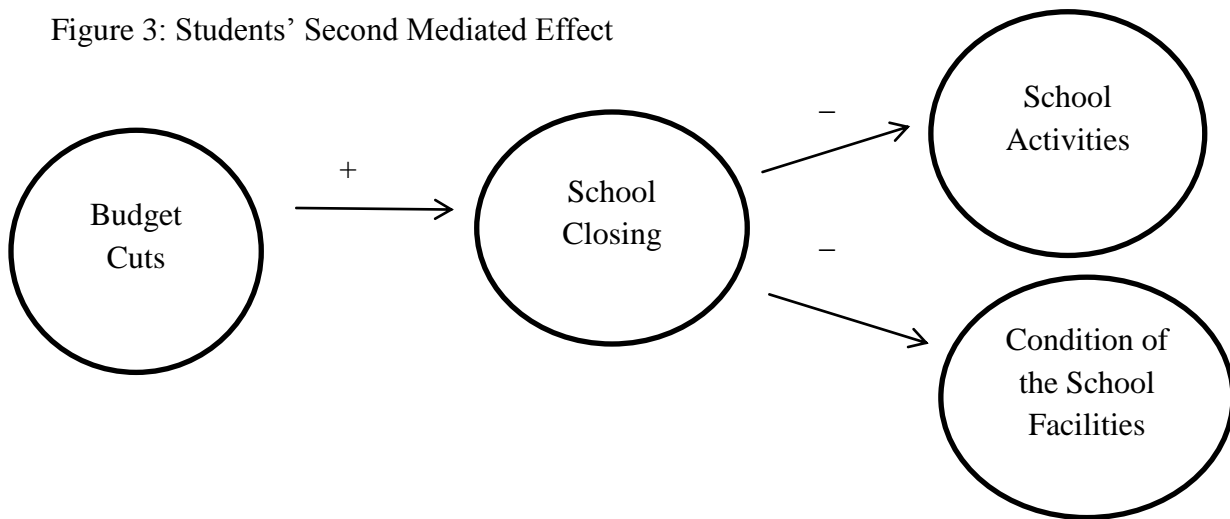 Figure 3: Students’ Second Mediated Effect
Budget
Cuts
+
School
Closing
–
School
Activities
–
Condition of
the School
Facilities